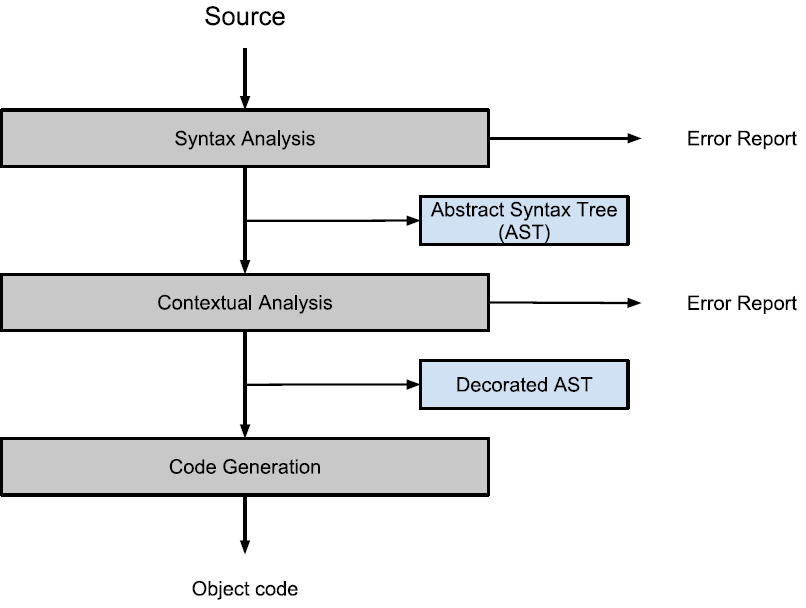 Source
Syntax Analysis
Error Report
Abstract Syntax Tree
(AST)
Contextual Analysis
Error Report
Decorated AST
Code Generation
Object code